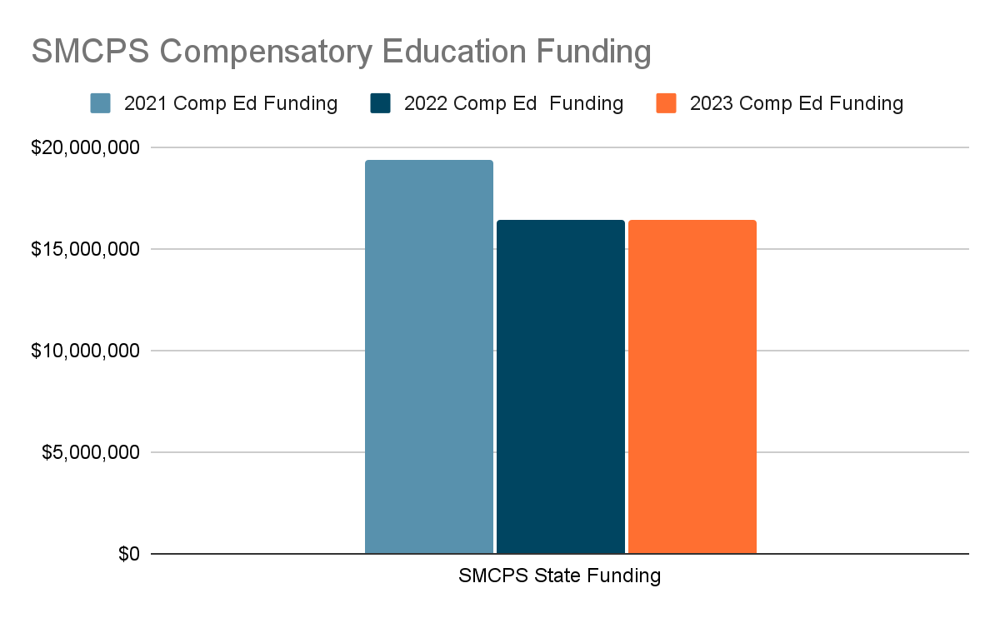 SMCPS Compensatory Education Funding
2021 Comp Ed Funding 2022 Comp Ed  Funding 2023 Comp Ed Funding
$20,000,000
$15,000,000
$10,000,000
$5,000,000
$0
SMCPS State Funding